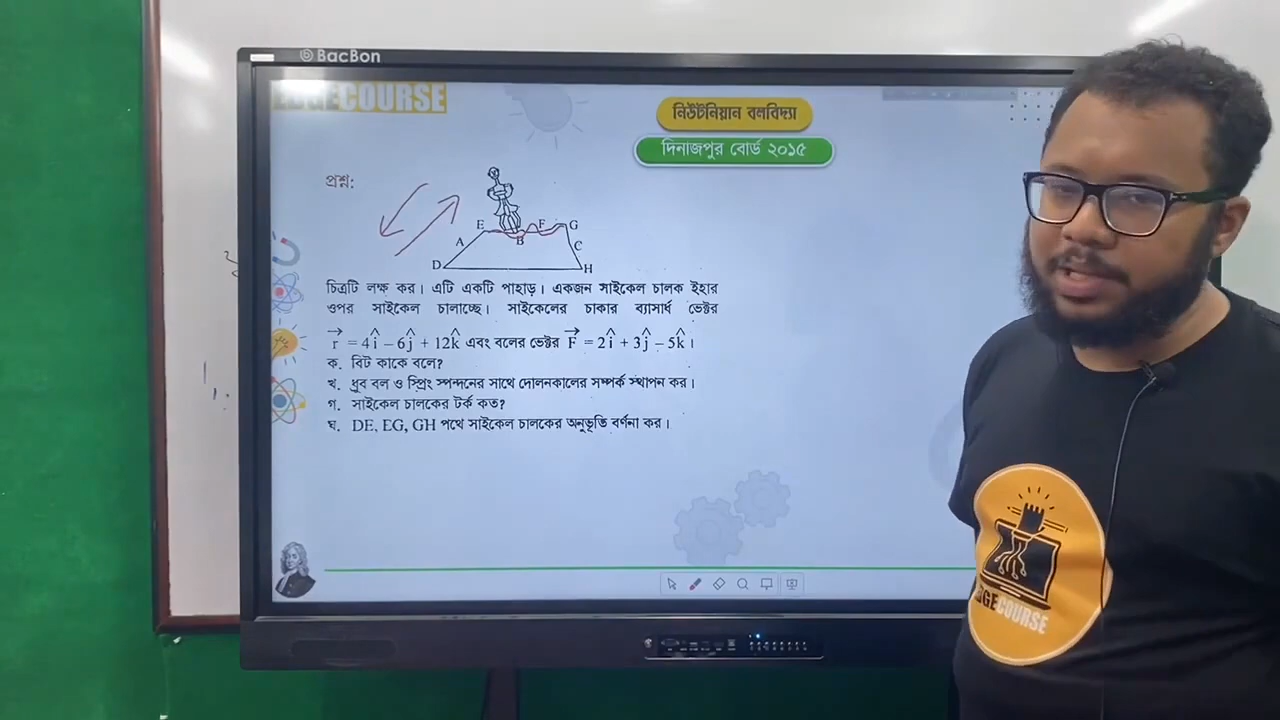 BacBon
EDGECOURSE
নিউটনিয়ান বলবিদ্যা
দিনাজপুর বোর্ড ২০১৫
প্রশ্ন:
E F G
A B C
D H
চিত্রটি লক্ষ কর। এটি একটি পাহাড়। একজন সাইকেল চালক ইহার
ওপর সাইকেল চালাচ্ছে। সাইকেলের চাকার ব্যাসার্ধ ভেক্টর
r⃗ = 4î – 6ĵ + 12k̂ এবং বলের ভেক্টর F⃗ = 2î + 3ĵ – 5k̂ ।
ক. বিট কাকে বলে?
খ. ধ্রুব বল ও স্প্রিং স্পন্দনের সাথে দোলনকালের সম্পর্ক স্থাপন কর।
গ. সাইকেল চালকের টর্ক কত?
ঘ. DE, EG, GH পথে সাইকেল চালকের অনুভূতি বর্ণনা কর।
EDGECOURSE